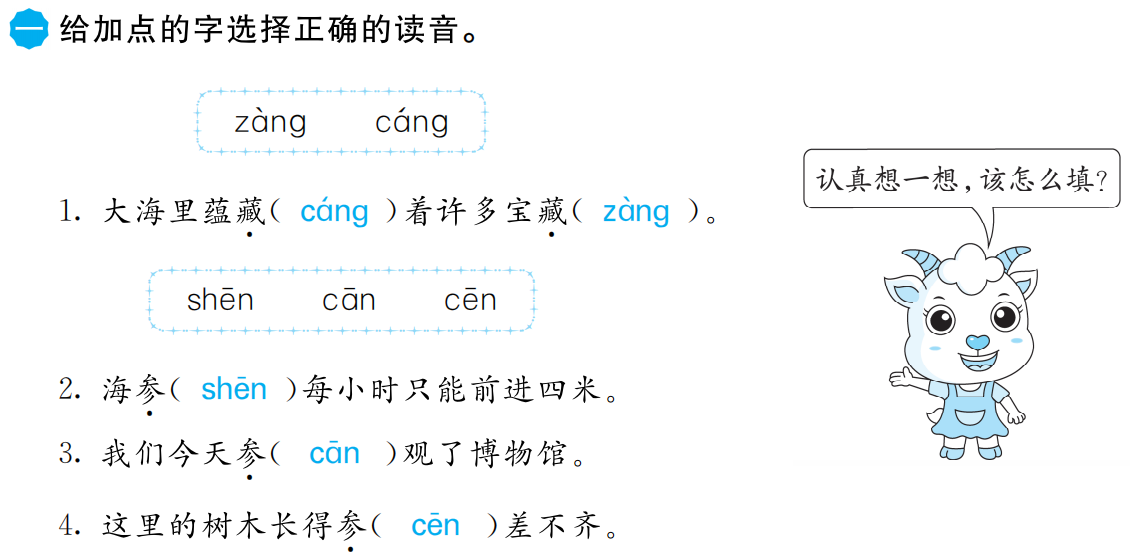 一 给加点的字选择正确的读音。
zàng cáng
认真想一想，该怎么填？
1. 大海里蕴藏( cáng )着许多宝藏( zàng )。
shēn cān cēn
2. 海参( shēn )每小时只能前进四米。
3. 我们今天参( cān )观了博物馆。
4. 这里的树木长得参( cēn )差不齐。